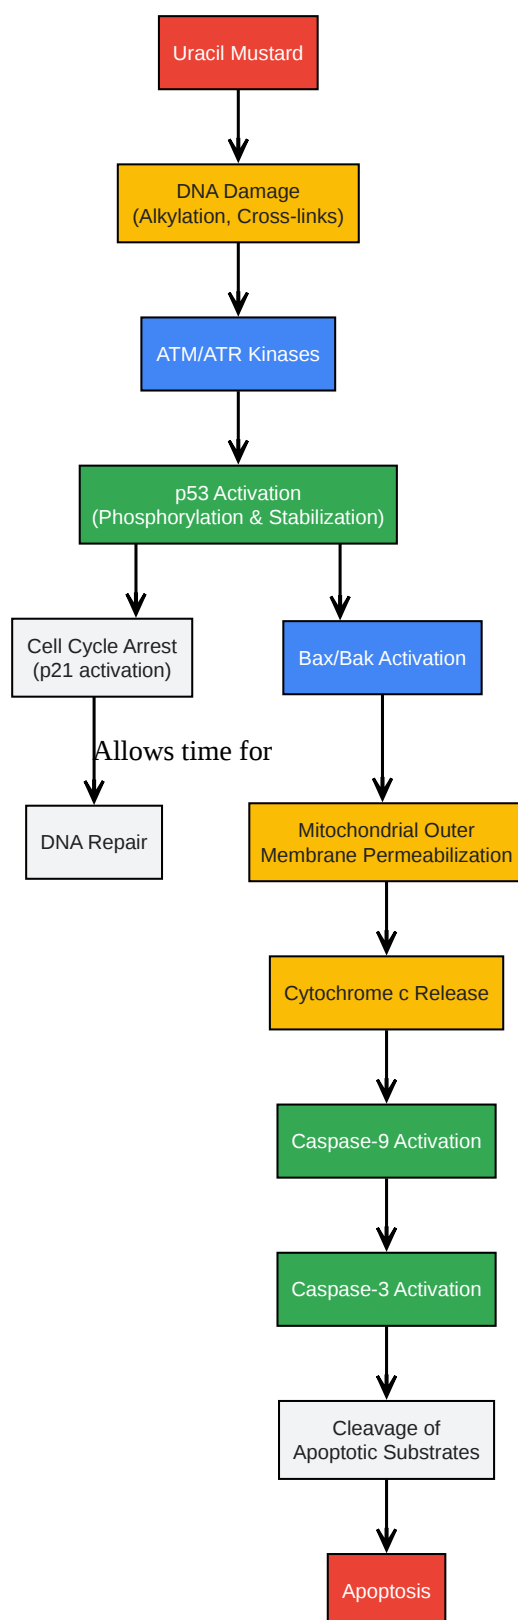 Uracil Mustard
DNA Damage
(Alkylation, Cross-links)
ATM/ATR Kinases
p53 Activation
(Phosphorylation & Stabilization)
Cell Cycle Arrest
(p21 activation)
Bax/Bak Activation
Allows time for
DNA Repair
Mitochondrial Outer
Membrane Permeabilization
Cytochrome c Release
Caspase-9 Activation
Caspase-3 Activation
Cleavage of
Apoptotic Substrates
Apoptosis